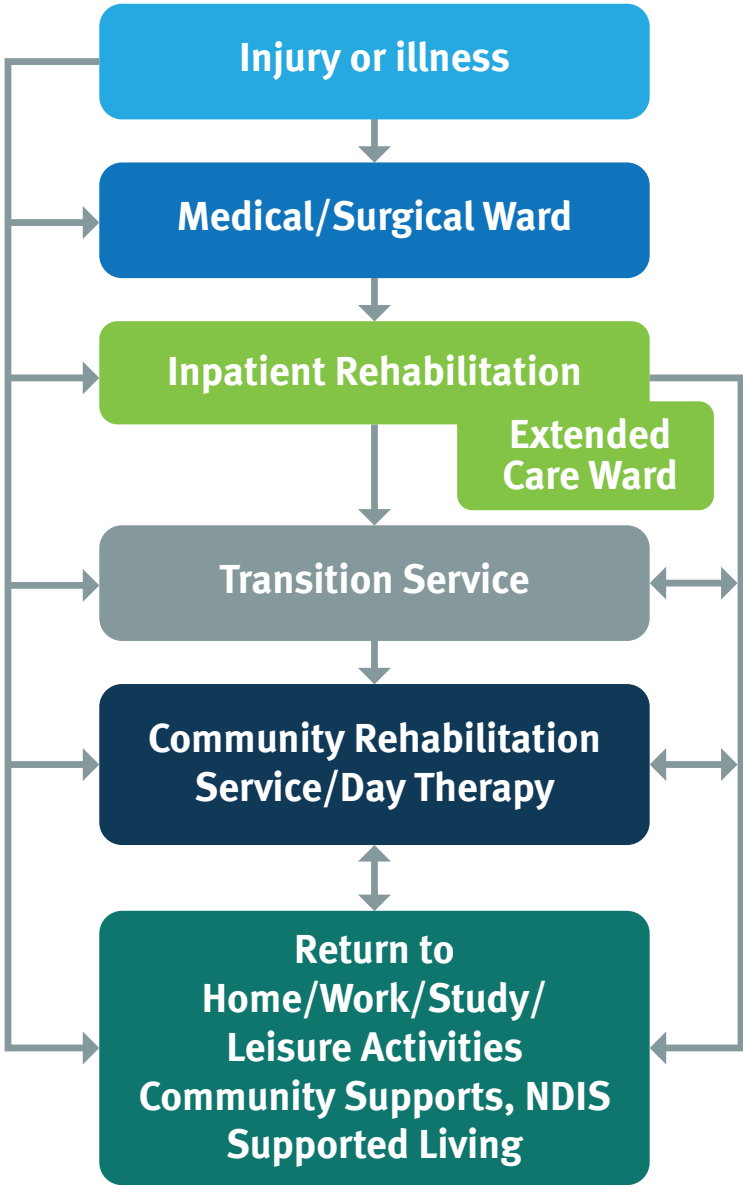 Injury or illness
Medical/Surgical Ward
Inpatient Rehabilitation
Extended
Care Ward
Transition Service
Community Rehabilitation
Service/Day Therapy
Return to
Home/Work/Study/
Leisure Activities
Community Supports, NDIS
Supported Living